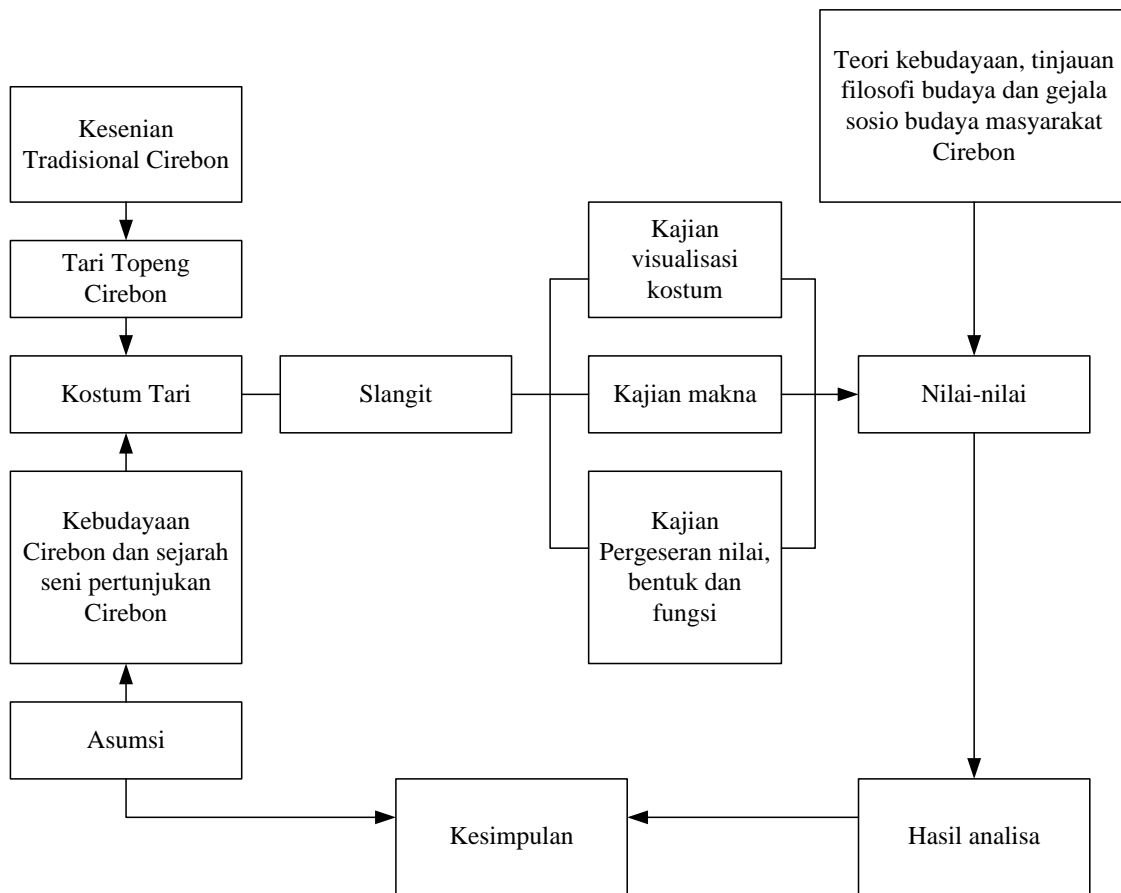 Teori kebudayaan, tinjauan
filosofi budaya dan gejala
sosio budaya masyarakat
Cirebon
Kesenian
Tradisional Cirebon
Tari Topeng
Cirebon
Kajian
visualisasi
kostum
Kostum Tari
Slangit
Kajian makna
Nilai-nilai
Kebudayaan
Cirebon dan sejarah
seni pertunjukan
Cirebon
Kajian
Pergeseran nilai,
bentuk dan
fungsi
Asumsi
Kesimpulan
Hasil analisa